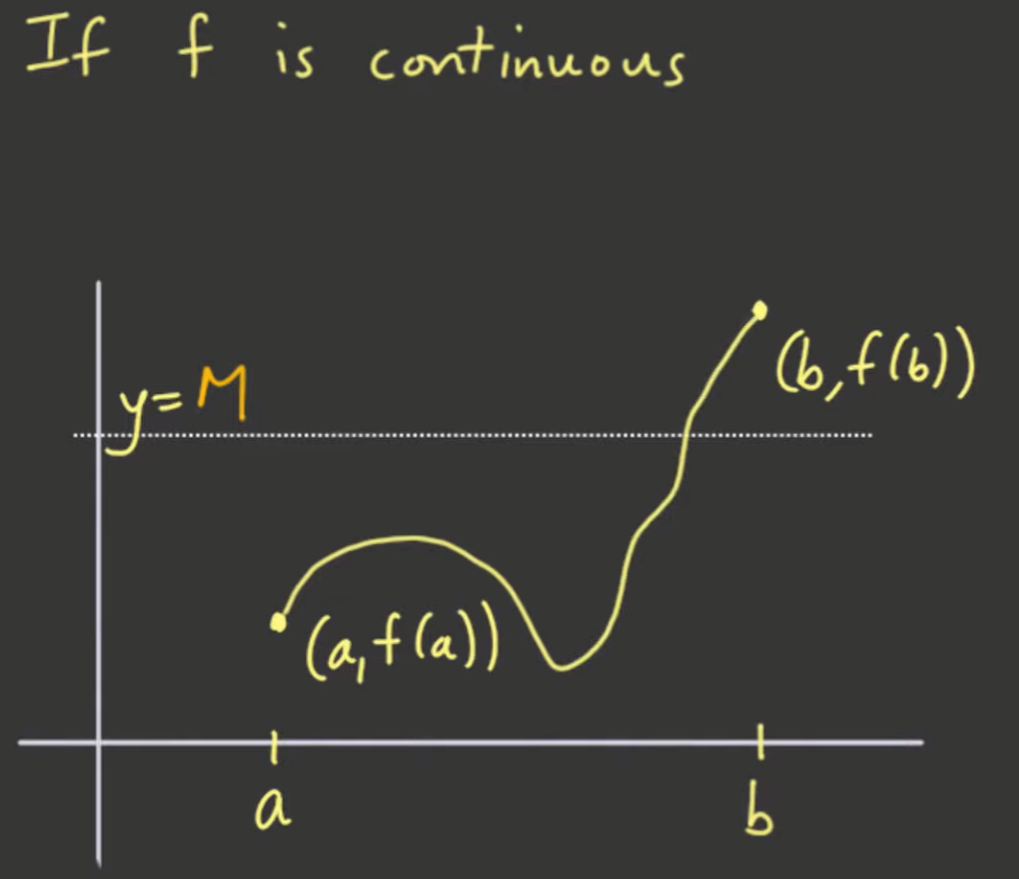 If f is continuous
(b,f(b))
y=M
(a,f(a))
a
b